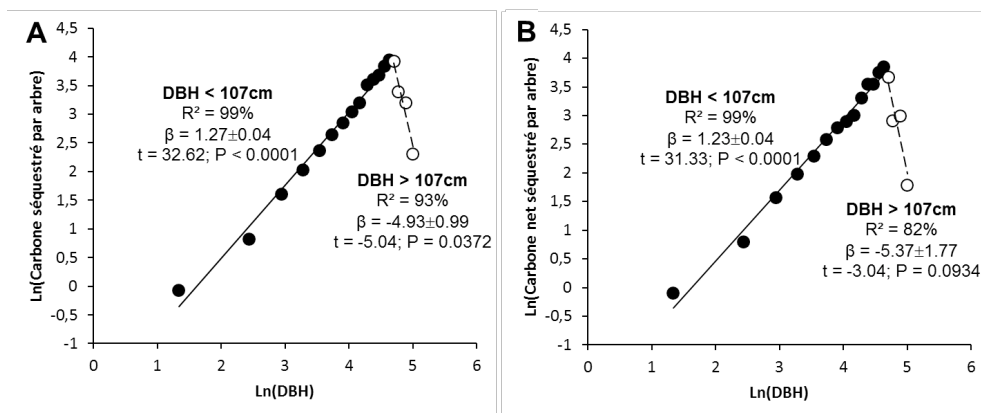 A
4,5
4
3,5
3
2,5
2
1,5
1
0,5
0
-0,5
-1
Ln(Carbone séquestré par arbre)
DBH < 107cm
R² = 99%
β = 1.27±0.04
t = 32.62; P < 0.0001
DBH > 107cm
R² = 93%
β = -4.93±0.99
t = -5.04; P = 0.0372
0 1 2 3 4 5 6
Ln(DBH)
B
4,5
4
3,5
3
2,5
2
1,5
1
0,5
0
-0,5
-1
Ln(Carbone net séquestré par arbre)
DBH < 107cm
R² = 99%
β = 1.23±0.04
t = 31.33; P < 0.0001
DBH > 107cm
R² = 82%
β = -5.37±1.77
t = -3.04; P = 0.0934
0 1 2 3 4 5 6
Ln(DBH)